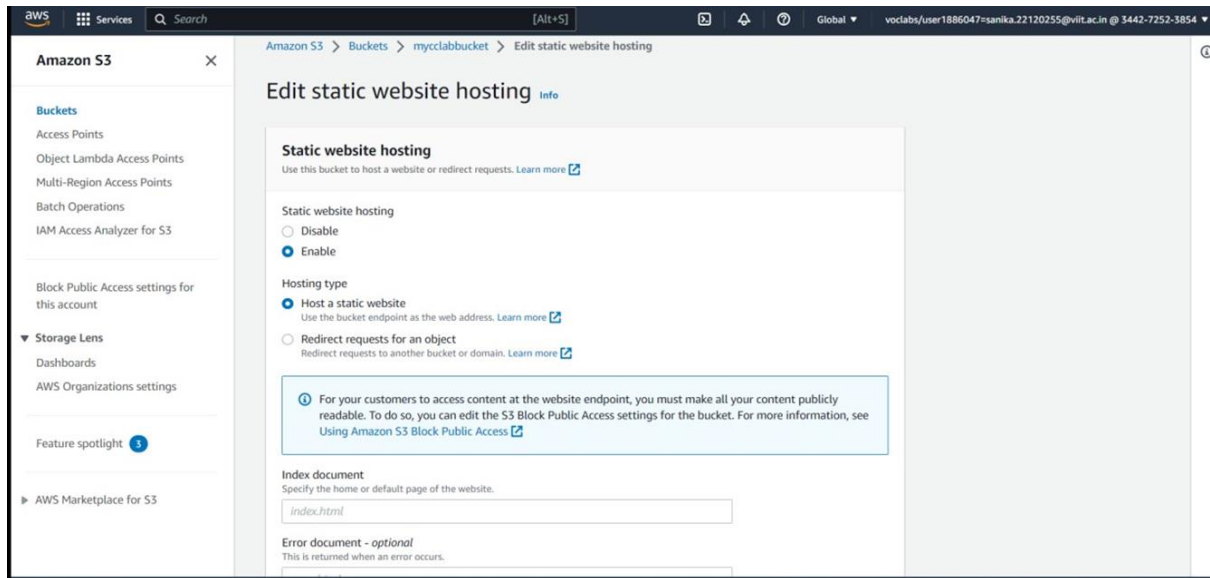 aws Services Search [Alt+S] Global voclabs/user1886047=sanika.22120255@viit.ac.in @ 3442-7252-3854
Amazon S3
Buckets
Access Points
Object Lambda Access Points
Multi-Region Access Points
Batch Operations
IAM Access Analyzer for S3
Block Public Access settings for
this account
Storage Lens
Dashboards
AWS Organizations settings
Feature spotlight 3
AWS Marketplace for S3
Amazon S3 > Buckets > mycclabbucket > Edit static website hosting
Edit static website hosting Info
Static website hosting
Use this bucket to host a website or redirect requests. Learn more
Static website hosting
Disable
Enable
Hosting type
Host a static website
Use the bucket endpoint as the web address. Learn more
Redirect requests for an object
Redirect requests to another bucket or domain. Learn more
For your customers to access content at the website endpoint, you must make all your content publicly
readable. To do so, you can edit the S3 Block Public Access settings for the bucket. For more information, see
Using Amazon S3 Block Public Access
Index document
Specify the home or default page of the website.
index.html
Error document - optional
This is returned when an error occurs.